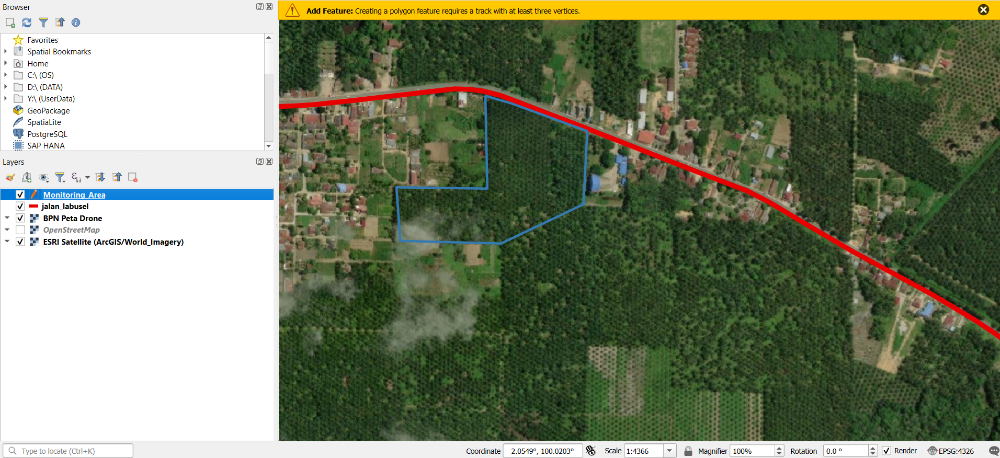 Browser
Add Feature: Creating a polygon feature requires a track with at least three vertices.
Favorites
Spatial Bookmarks
Home
C:\ (OS)
D:\ (DATA)
Y:\ (UserData)
GeoPackage
SpatiaLite
PostgreSQL
SAP HANA
Layers
Monitoring_Area
jalan_labusel
BPN Peta Drone
OpenStreetMap
ESRI Satellite (ArcGIS/World_Imagery)
Type to locate (Ctrl+K)
Coordinate 2.0549°, 100.0203° Scale 1:4366 Magnifier 100% Rotation 0.0 ° Render EPSG:4326